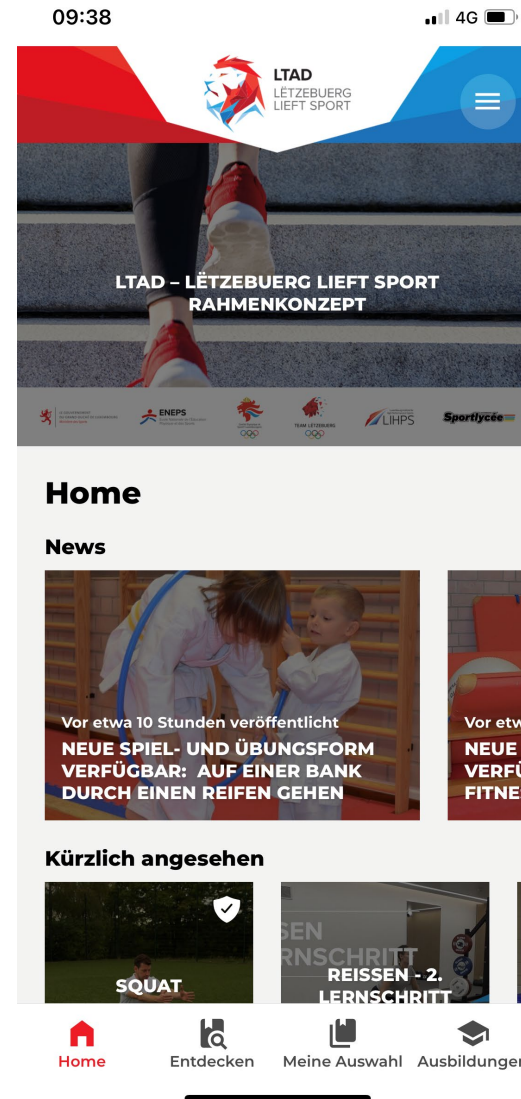 09:38
4G
LTAD
LËTZEBUERG
LIEFT SPORT
LTAD – LËTZEBUERG LIEFT SPORT
RAHMENKONZEPT
ENEPS
TEAM LËTZEBUERG
LIHPS
Sportlycée
Home
News
Vor etwa 10 Stunden veröffentlicht
NEUE SPIEL- UND ÜBUNGSFORM
VERFÜGBAR: AUF EINER BANK
DURCH EINEN REIFEN GEHEN
Vor etw
NEUE
VERFÜ
FITNE
Kürzlich angesehen
SQUAT
SEN
RNSCHRITT
REISSEN - 2.
LERNSCHRITT
Home
Entdecken
Meine Auswahl
Ausbildungen